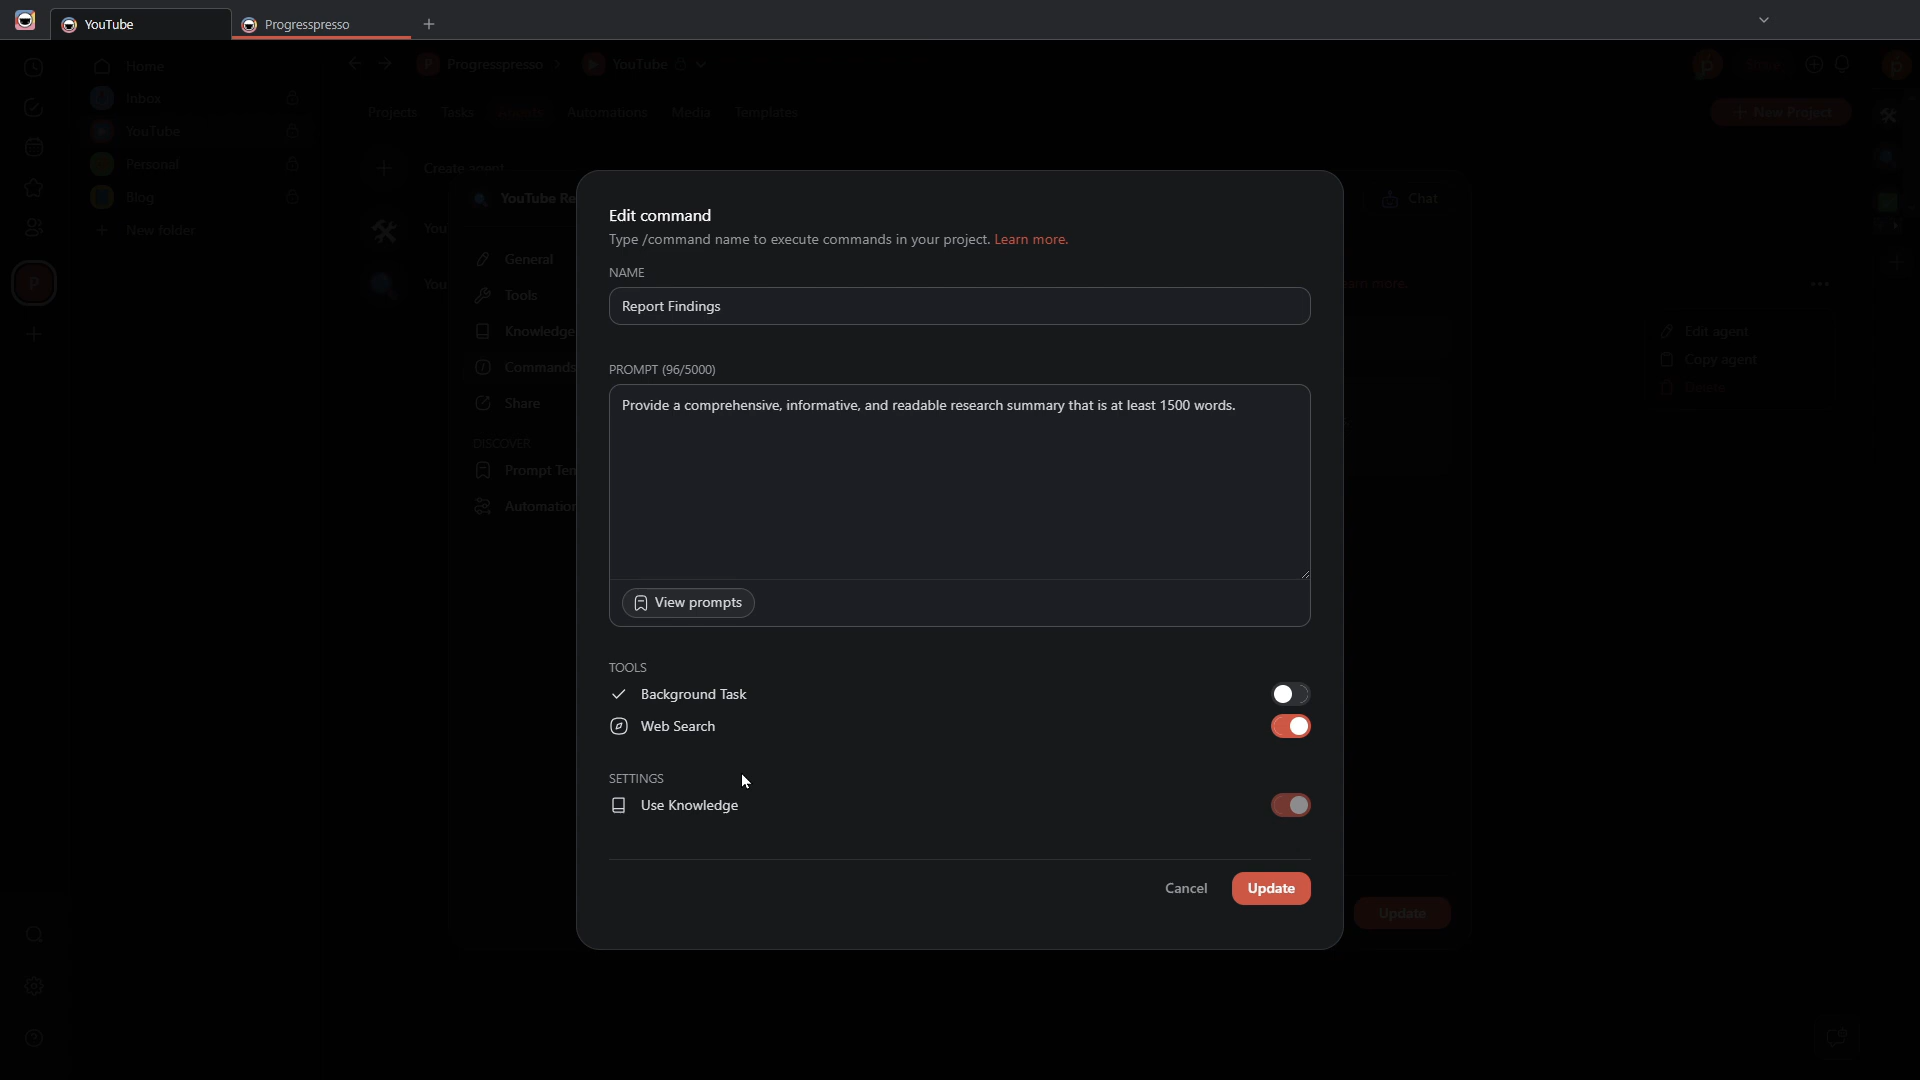 YouTube
Progresspresso
Home
Progresspresso
YouTube
Inbox
YouTube
Personal
Blog
New folder
Projects
Tasks
Automations
Media
Templates
New Project
Create agent
YouTube Re
Chat
You
You
General
Tools
Knowledge
Commands
Share
DISCOVER
Prompt Tem
Automation
P
P
Edit command
Type /command name to execute commands in your project. Learn more.
NAME
Report Findings
PROMPT (96/5000)
Provide a comprehensive, informative, and readable research summary that is at least 1500 words.
View prompts
TOOLS
Background Task
Web Search
SETTINGS
Use Knowledge
Cancel
Update
Edit agent
Copy agent
Delete
Update